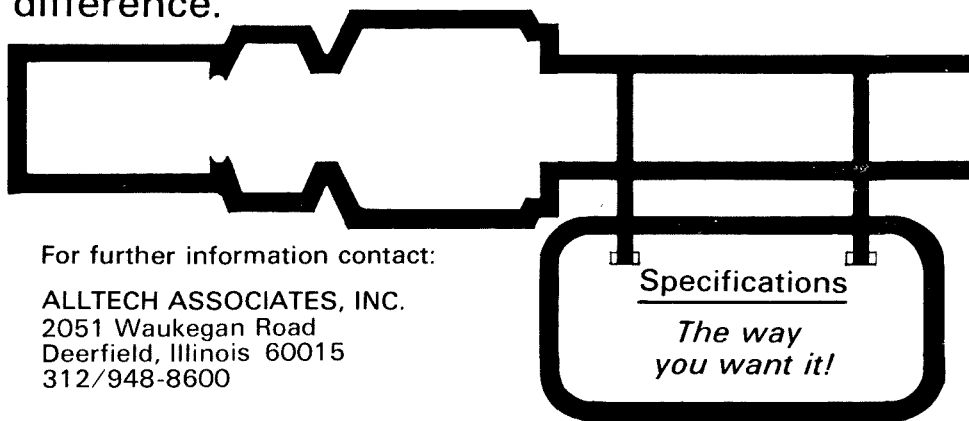 difference.
For further information contact:
ALLTECH ASSOCIATES, INC.
2051 Waukegan Road
Deerfield, Illinois 60015
312/948-8600
Specifications
The way
you want it!